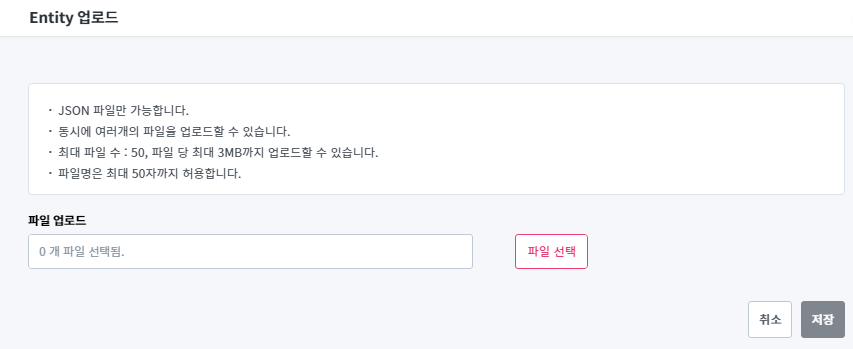 Entity 업로드
· JSON 파일만 가능합니다.
· 동시에 여러개의 파일을 업로드할 수 있습니다.
· 최대 파일 수 : 50, 파일 당 최대 3MB까지 업로드할 수 있습니다.
· 파일명은 최대 50자까지 허용합니다.
파일 업로드
0 개 파일 선택됨.
파일 선택
취소
저장